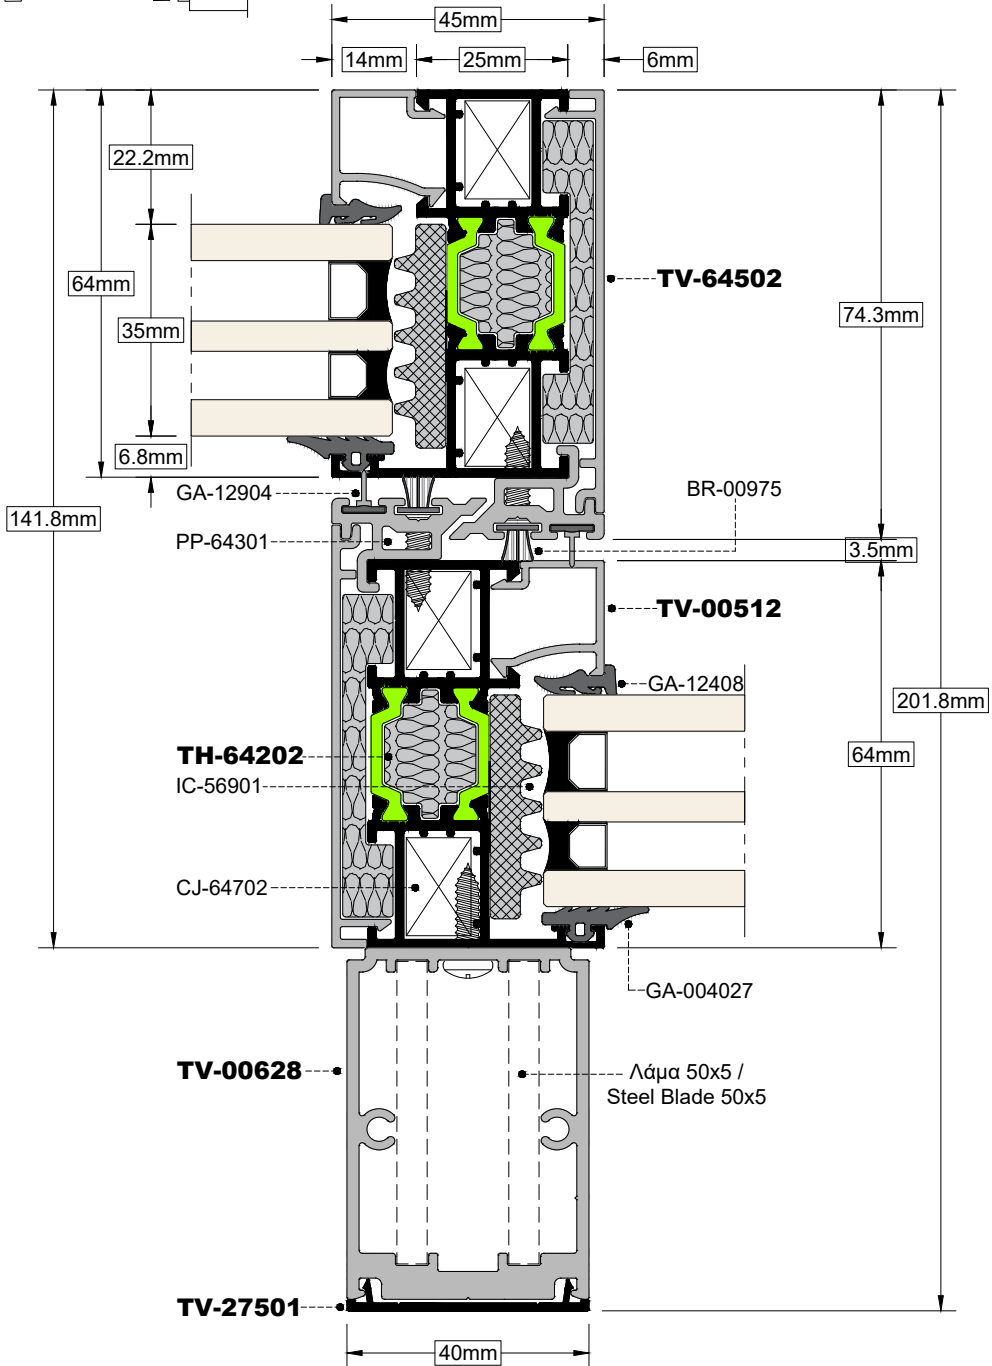 45mm
14mm
25mm
6mm
22.2mm
TV-64502
64mm
74.3mm
35mm
6.8mm
GA-12904
BR-00975
141.8mm
PP-64301
3.5mm
TV-00512
GA-12408
201.8mm
TH-64202
64mm
IC-56901
CJ-64702
GA-004027
TV-00628
Λάμα 50x5 /
Steel Blade 50x5
TV-27501
40mm